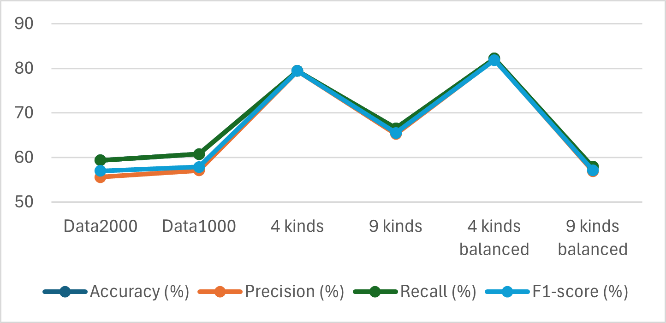 90
80
70
60
50
Data2000 Data1000 4 kinds 9 kinds 4 kinds balanced 9 kinds balanced
Accuracy (%) Precision (%) Recall (%) F1-score (%)